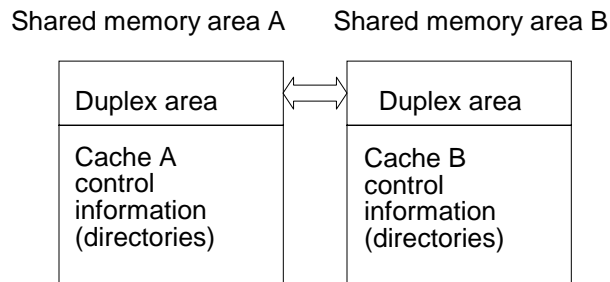 Shared memory area A
Shared memory area B
Duplex area
Duplex area
Cache A
control
information
(directories)
Cache B
control
information
(directories)